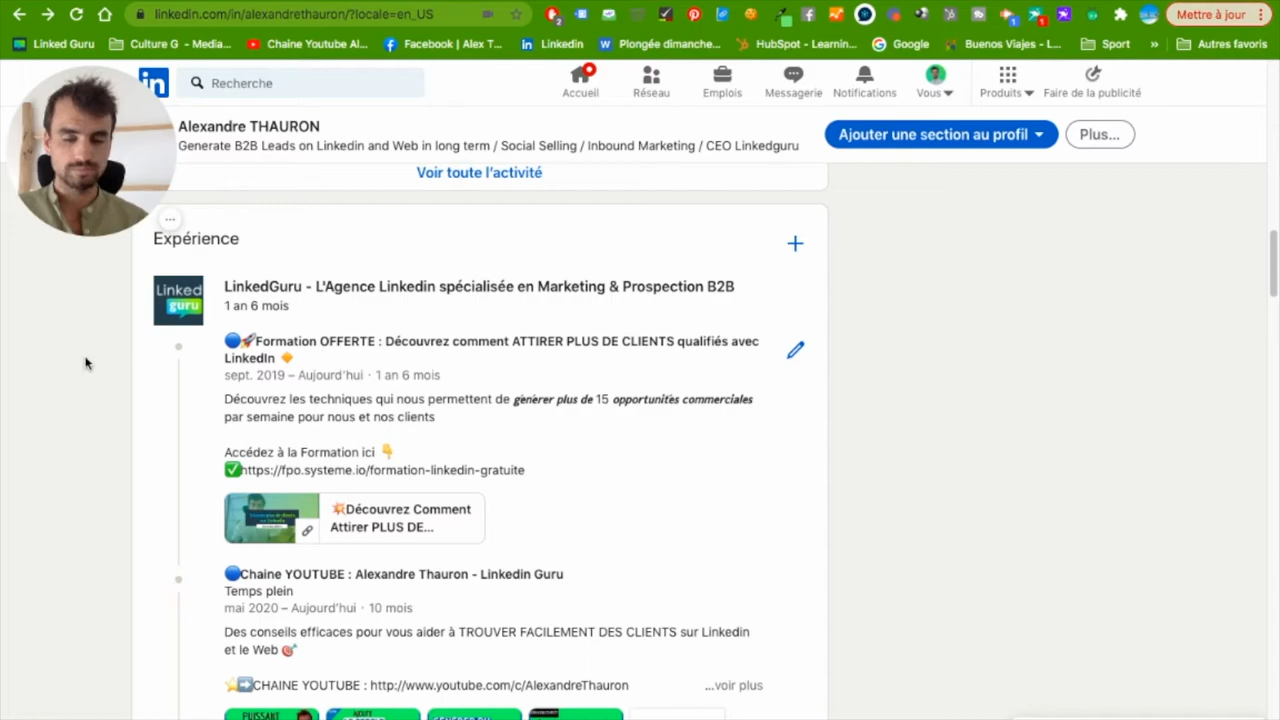 linkedin.com/in/alexandrethauron/?locale=en_US
Mettre à jour
Linked Guru
Culture G - Media...
Chaine Youtube Al...
Facebook | Alex T...
Linkedin
Plongée dimanche...
HubSpot - Learnin...
Google
Buenos Viajes - L...
Sport
»
Autres favoris
in
Recherche
Accueil
Réseau
Emplois
Messagerie
Notifications
Vous
Produits
Faire de la publicité
Alexandre THAURON
Generate B2B Leads on Linkedin and Web in long term / Social Selling / Inbound Marketing / CEO Linkedguru
Ajouter une section au profil
Plus...
Voir toute l'activité
Expérience
Linked
guru
LinkedGuru - L'Agence Linkedin spécialisée en Marketing & Prospection B2B
1 an 6 mois
🔵🚀Formation OFFERTE : Découvrez comment ATTIRER PLUS DE CLIENTS qualifiés avec
LinkedIn 🔸
sept. 2019 – Aujourd'hui · 1 an 6 mois
Découvrez les techniques qui nous permettent de générer plus de 15 opportunités commerciales
par semaine pour nous et nos clients
Accédez à la Formation ici 👇
✅https://fpo.systeme.io/formation-linkedin-gratuite
💥Découvrez Comment
Attirer PLUS DE...
🔵Chaine YOUTUBE : Alexandre Thauron - Linkedin Guru
Temps plein
mai 2020 – Aujourd'hui · 10 mois
Des conseils efficaces pour vous aider à TROUVER FACILEMENT DES CLIENTS sur Linkedin
et le Web 🎯
⭐➡️CHAINE YOUTUBE : http://www.youtube.com/c/AlexandreThauron
...voir plus
PUISSANT